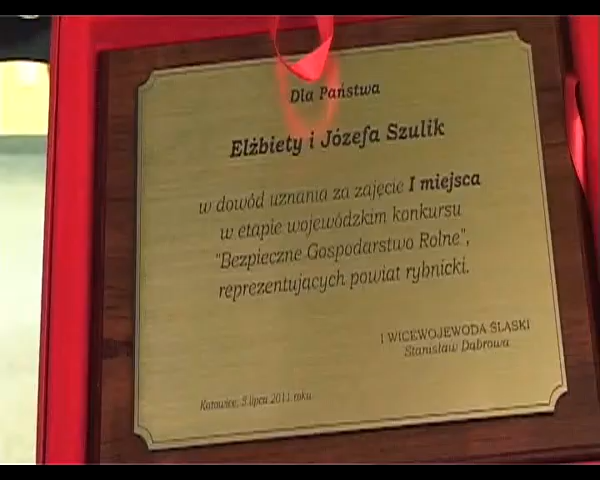 Dla Państwa
Elżbiety i Józefa Szulik
w dowód uznania za zajęcie I miejsca
w etapie wojewódzkim konkursu
"Bezpieczne Gospodarstwo Rolne",
reprezentujących powiat rybnicki.
I WICEWOJEWODA ŚLĄSKI
Stanisław Dąbrowa
Katowice, 5 lipca 2011 roku